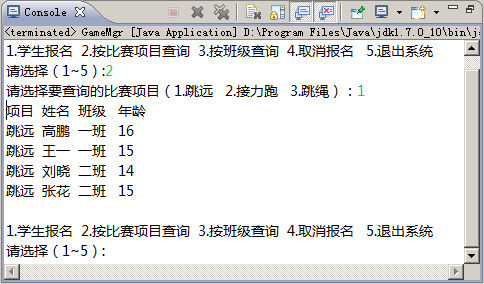 Console
<terminated> GameMgr [Java Application] D:\Program Files\Java\jdk1.7.0_10\bin\j
1.学生报名 2.按比赛项目查询 3.按班级查询 4.取消报名 5.退出系统
请选择（1~5）:2
请选择要查询的比赛项目（1.跳远 2.接力跑 3.跳绳）：1
项目 姓名 班级 年龄
跳远 高鹏 一班 16
跳远 王一 一班 15
跳远 刘晓 二班 14
跳远 张花 二班 15
1.学生报名 2.按比赛项目查询 3.按班级查询 4.取消报名 5.退出系统
请选择（1~5）: